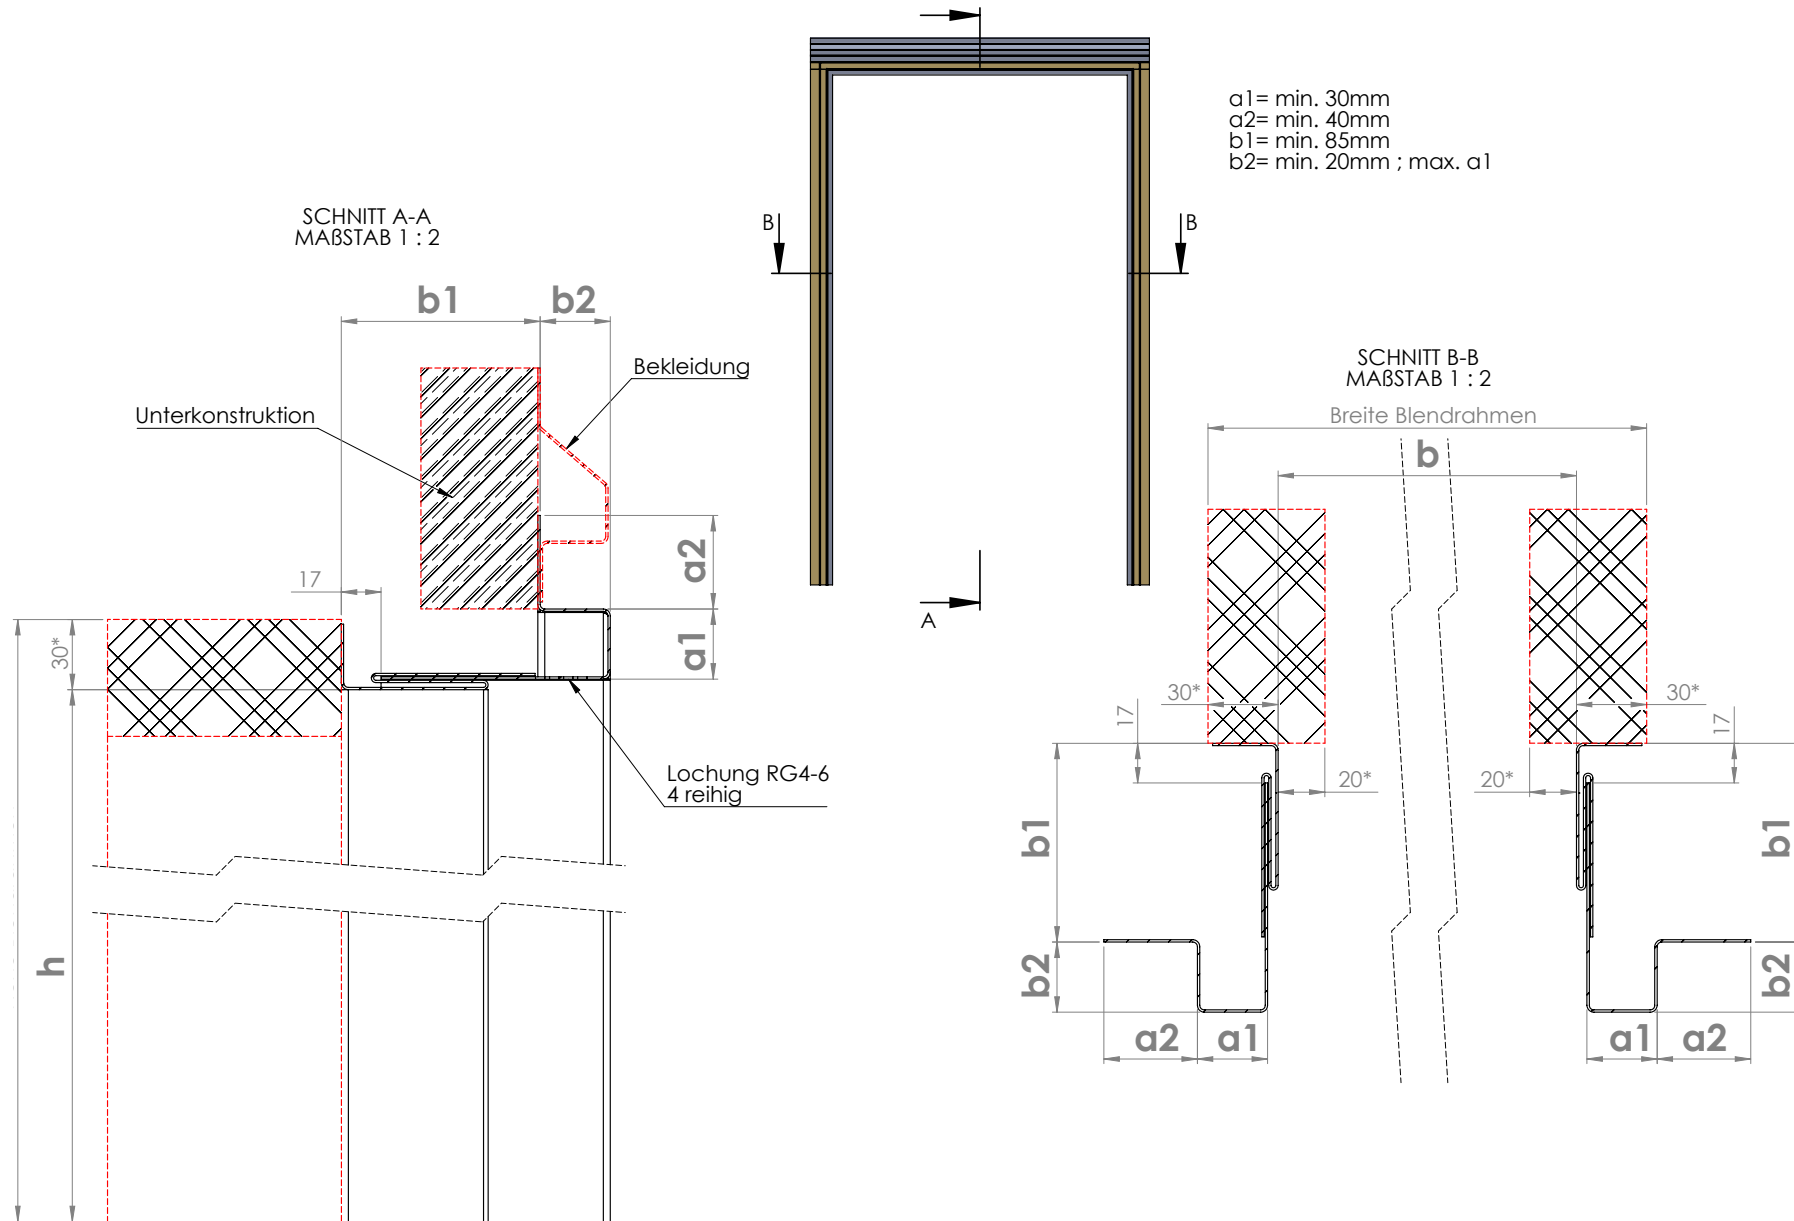 a1= min. 30mm
a2= min. 40mm
b1= min. 85mm
b2= min. 20mm ; max. a1
SCHNITT A-A
MAßSTAB 1 : 2
B
B
b1
b2
Bekleidung
Unterkonstruktion
17
a2
a1
30*
A
Lochung RG4-6
4 reihig
h
SCHNITT B-B
MAßSTAB 1 : 2
Breite Blendrahmen
b
30*
30*
17
17
20*
20*
b1
b1
b2
b2
a2
a1
a1
a2